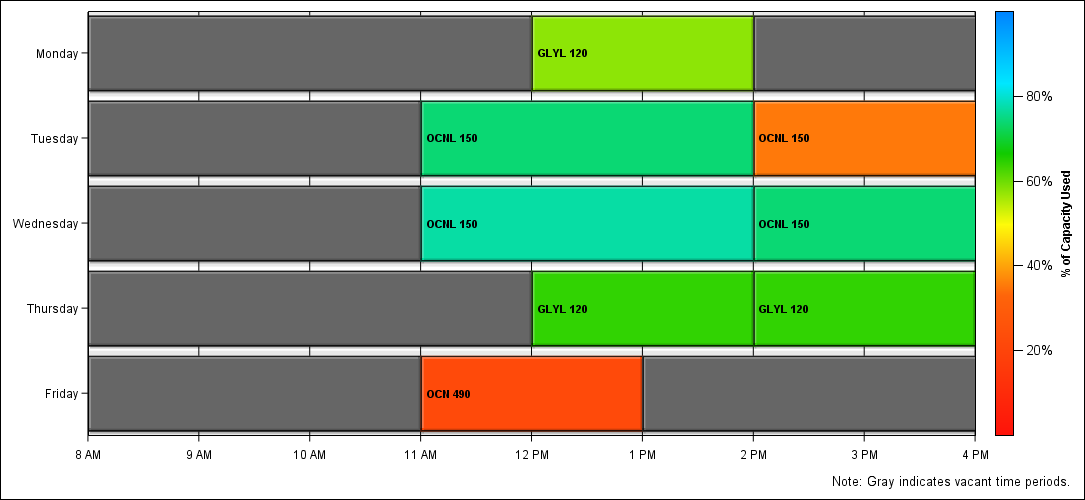 Monday
GLYL 120
Tuesday
OCNL 150
OCNL 150
Wednesday
OCNL 150
OCNL 150
Thursday
GLYL 120
GLYL 120
Friday
OCN 490
8 AM
9 AM
10 AM
11 AM
12 PM
1 PM
2 PM
3 PM
4 PM
80%
60%
40%
20%
% of Capacity Used
Note: Gray indicates vacant time periods.